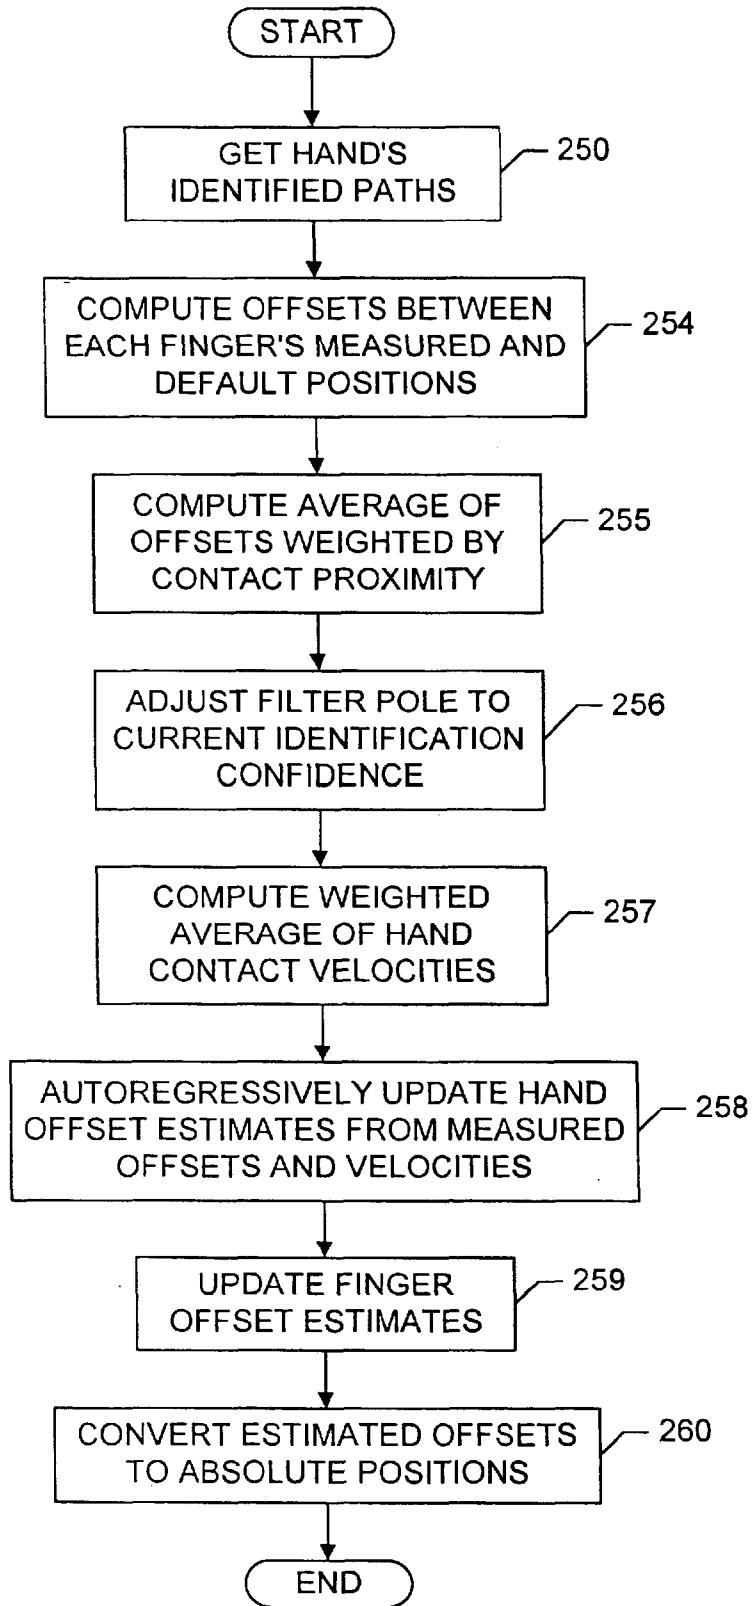 START
GET HAND'S
IDENTIFIED PATHS
250
COMPUTE OFFSETS BETWEEN
EACH FINGER'S MEASURED AND
DEFAULT POSITIONS
254
COMPUTE AVERAGE OF
OFFSETS WEIGHTED BY
CONTACT PROXIMITY
255
ADJUST FILTER POLE TO
CURRENT IDENTIFICATION
CONFIDENCE
256
COMPUTE WEIGHTED
AVERAGE OF HAND
CONTACT VELOCITIES
257
AUTOREGRESSIVELY UPDATE HAND
OFFSET ESTIMATES FROM MEASURED
OFFSETS AND VELOCITIES
258
UPDATE FINGER
OFFSET ESTIMATES
259
CONVERT ESTIMATED OFFSETS
TO ABSOLUTE POSITIONS
260
END